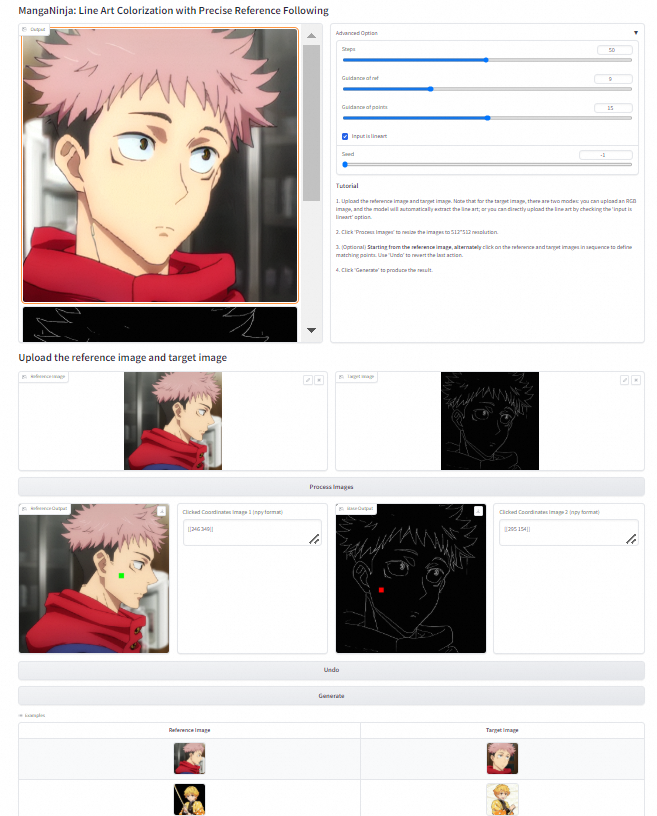 MangaNinja: Line Art Colorization with Precise Reference Following
Output
Advanced Option
Steps
50
Guidance of ref
9
Guidance of points
15
Input is lineart
Seed
-1
Tutorial
1. Upload the reference image and target image. Note that for the target image, there are two modes: you can upload an RGB
image, and the model will automatically extract the line art; or you can directly upload the line art by checking the 'input is
lineart' option.
2. Click 'Process Images' to resize the images to 512*512 resolution.
3. (Optional) Starting from the reference image, alternately click on the reference and target images in sequence to define
matching points. Use 'Undo' to revert the last action.
4. Click 'Generate' to produce the result.
Upload the reference image and target image
Reference Image
Target Image
Process Images
Reference Output
Clicked Coordinates Image 1 (npy format)
[[246 349]]
Input Output
Clicked Coordinates Image 2 (npy format)
[[295 154]]
Undo
Generate
Examples
Reference Image
Target Image